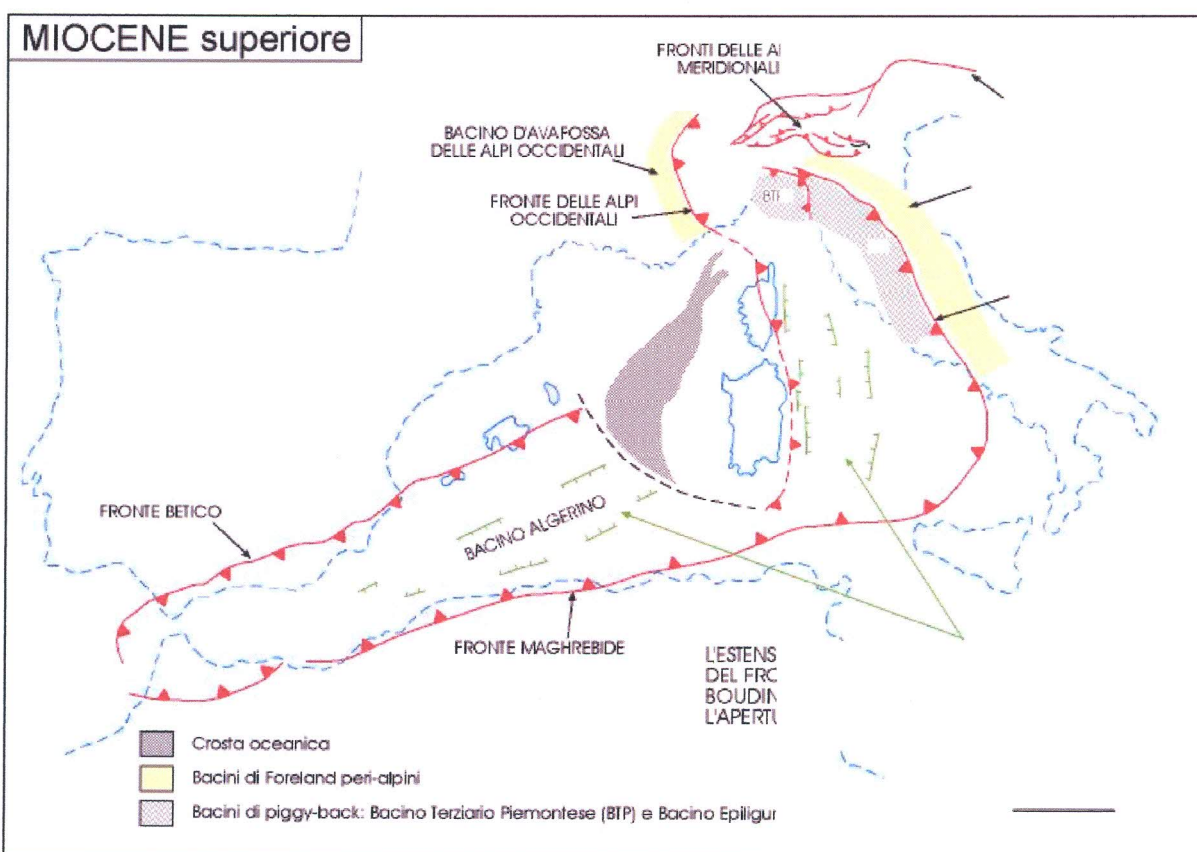 MIOCENE superiore
FRONTI DELLE AI
MERIDIONALI
BACINO D'AVAFOSSA
DELLE ALPI OCCIDENTALI
FRONTE DELLE ALPI
OCCIDENTALI
BTP
FRONTE BETICO
BACINO ALGERINO
FRONTE MAGHREBIDE
L'ESTENS
DEL FRO
BOUDIN
L'APERTU
Crosta oceanica
Bacini di Foreland peri-alpini
Bacini di piggy-back: Bacino Terziario Piemontese (BTP) e Bacino Epiligur